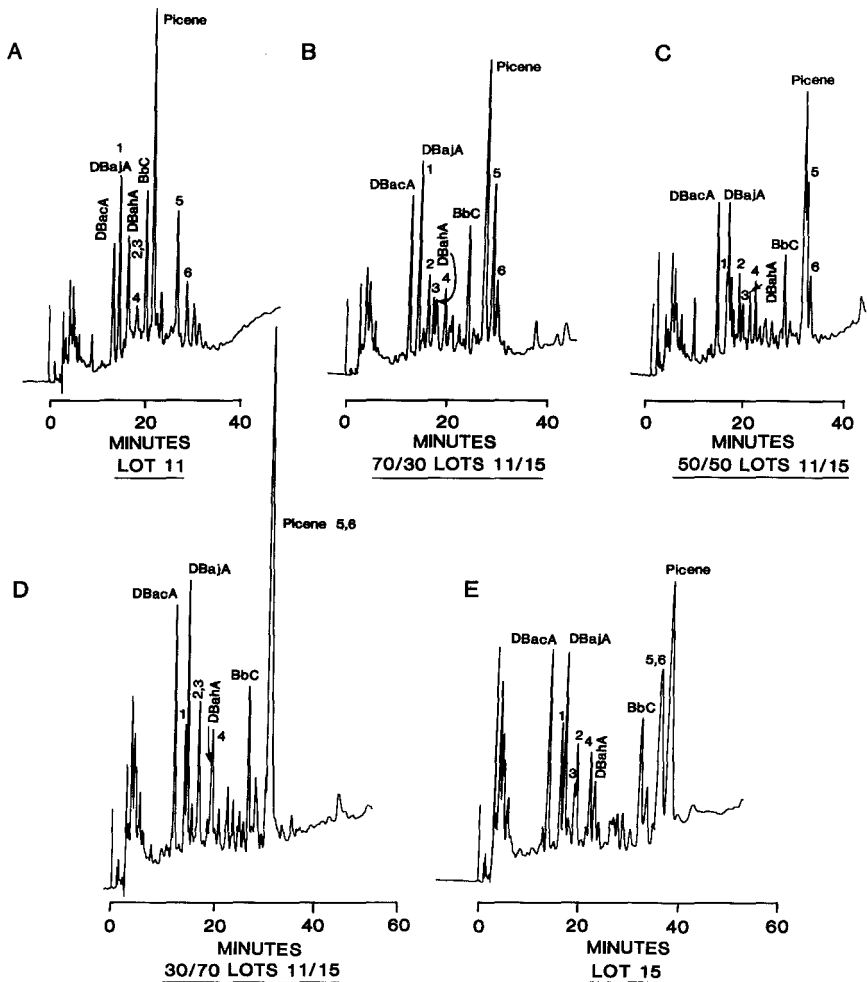 A
Picene
1
DBajA
BbC
DBacA
DBahA
2,3
4
5
6
0 20 40
MINUTES
LOT 11
B
Picene
DBajA
1
DBacA
5
BbC
DBahA
2
3
4
6
0 20 40
MINUTES
70/30 LOTS 11/15
C
Picene
5
DBacA DBajA
BbC
1 2 4
3
DBahA
6
0 20 40
MINUTES
50/50 LOTS 11/15
D
Picene 5,6
DBajA
DBacA
2,3
DBahA
BbC
1
4
0 20 40 60
MINUTES
30/70 LOTS 11/15
E
Picene
DBacA DBajA
5,6
BbC
1
2 4
3
DBahA
0 20 40 60
MINUTES
LOT 15